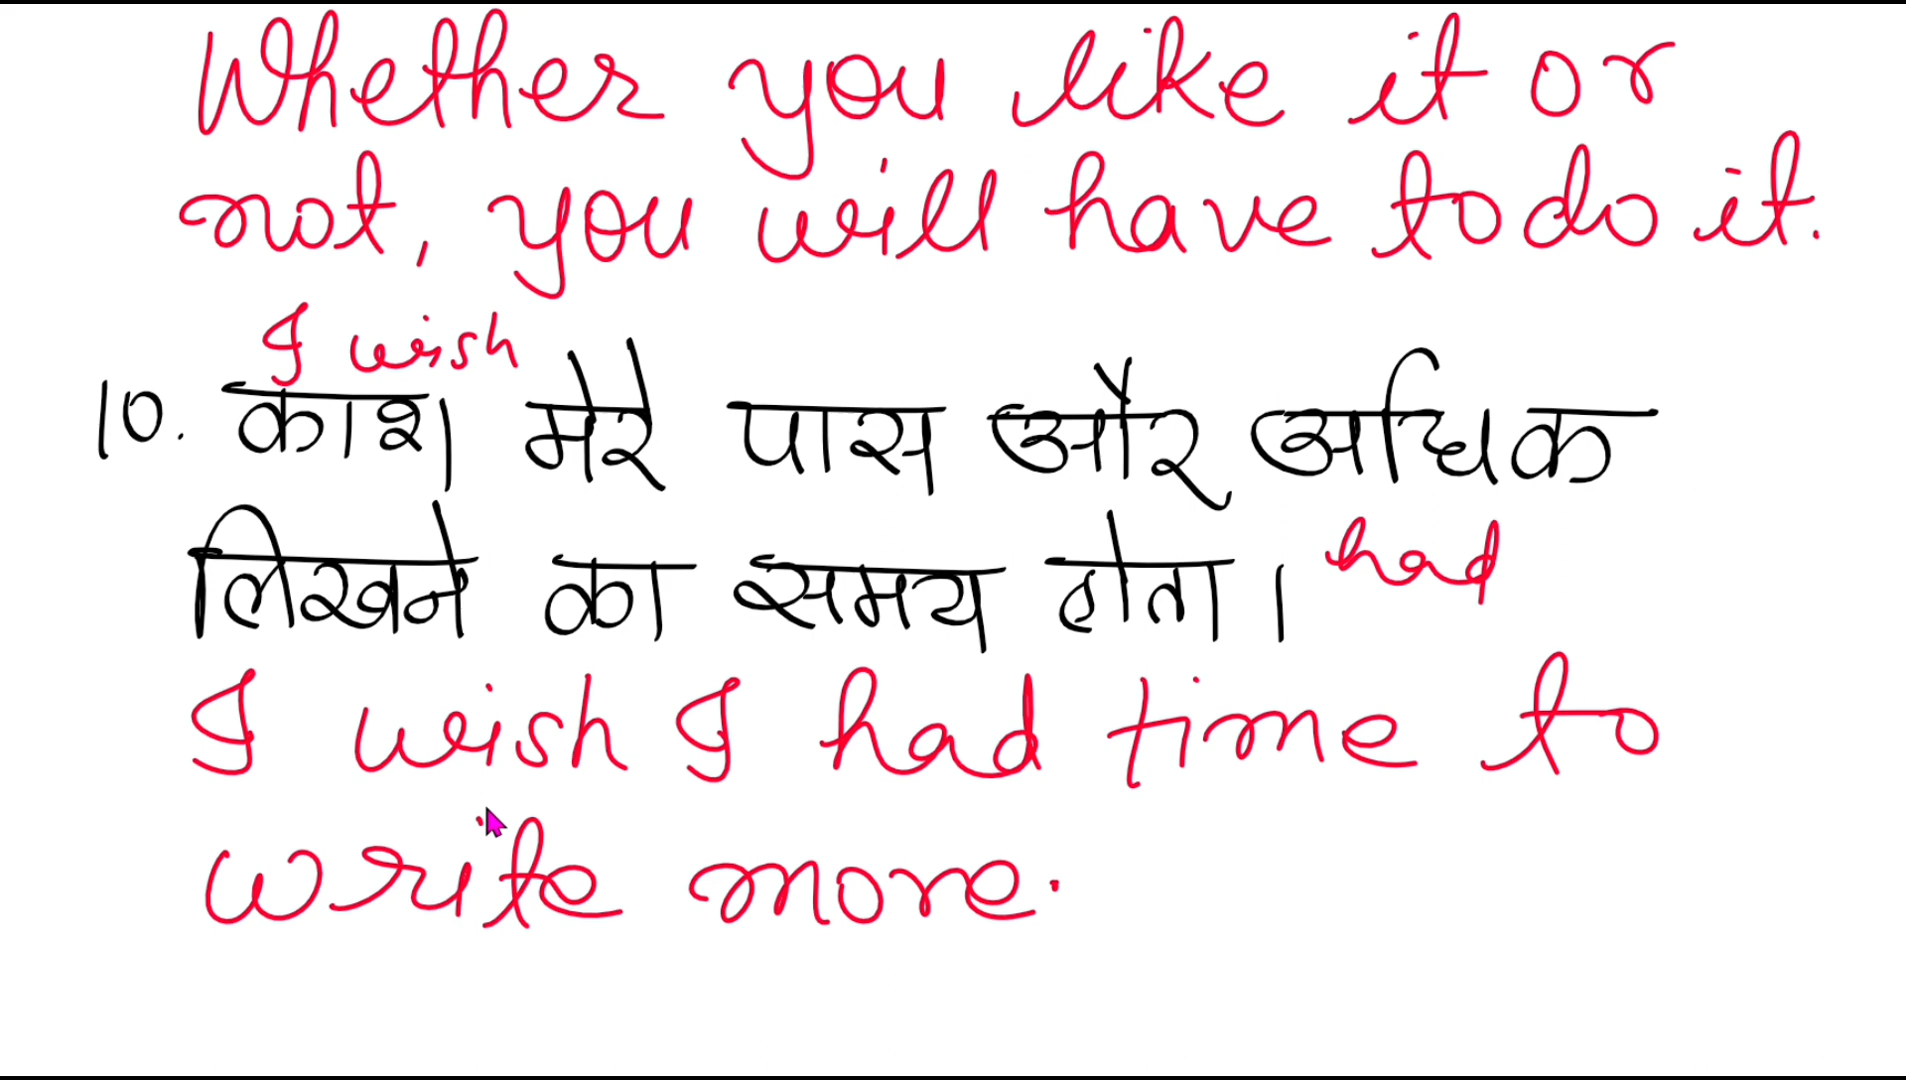 Whether you like it or
not, you will have to do it.
I wish
10. काश। मेरे पास और अधिक
लिखने का समय होता। had
I wish I had time to
write more.